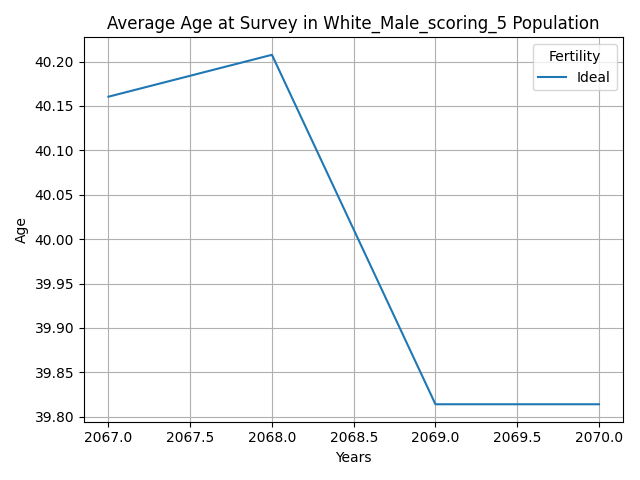 Average Age at Survey in White_Male_scoring_5 Population
Fertility
Ideal
40.20
40.15
40.10
40.05
40.00
39.95
39.90
39.85
39.80
Age
2067.0 2067.5 2068.0 2068.5 2069.0 2069.5 2070.0
Years